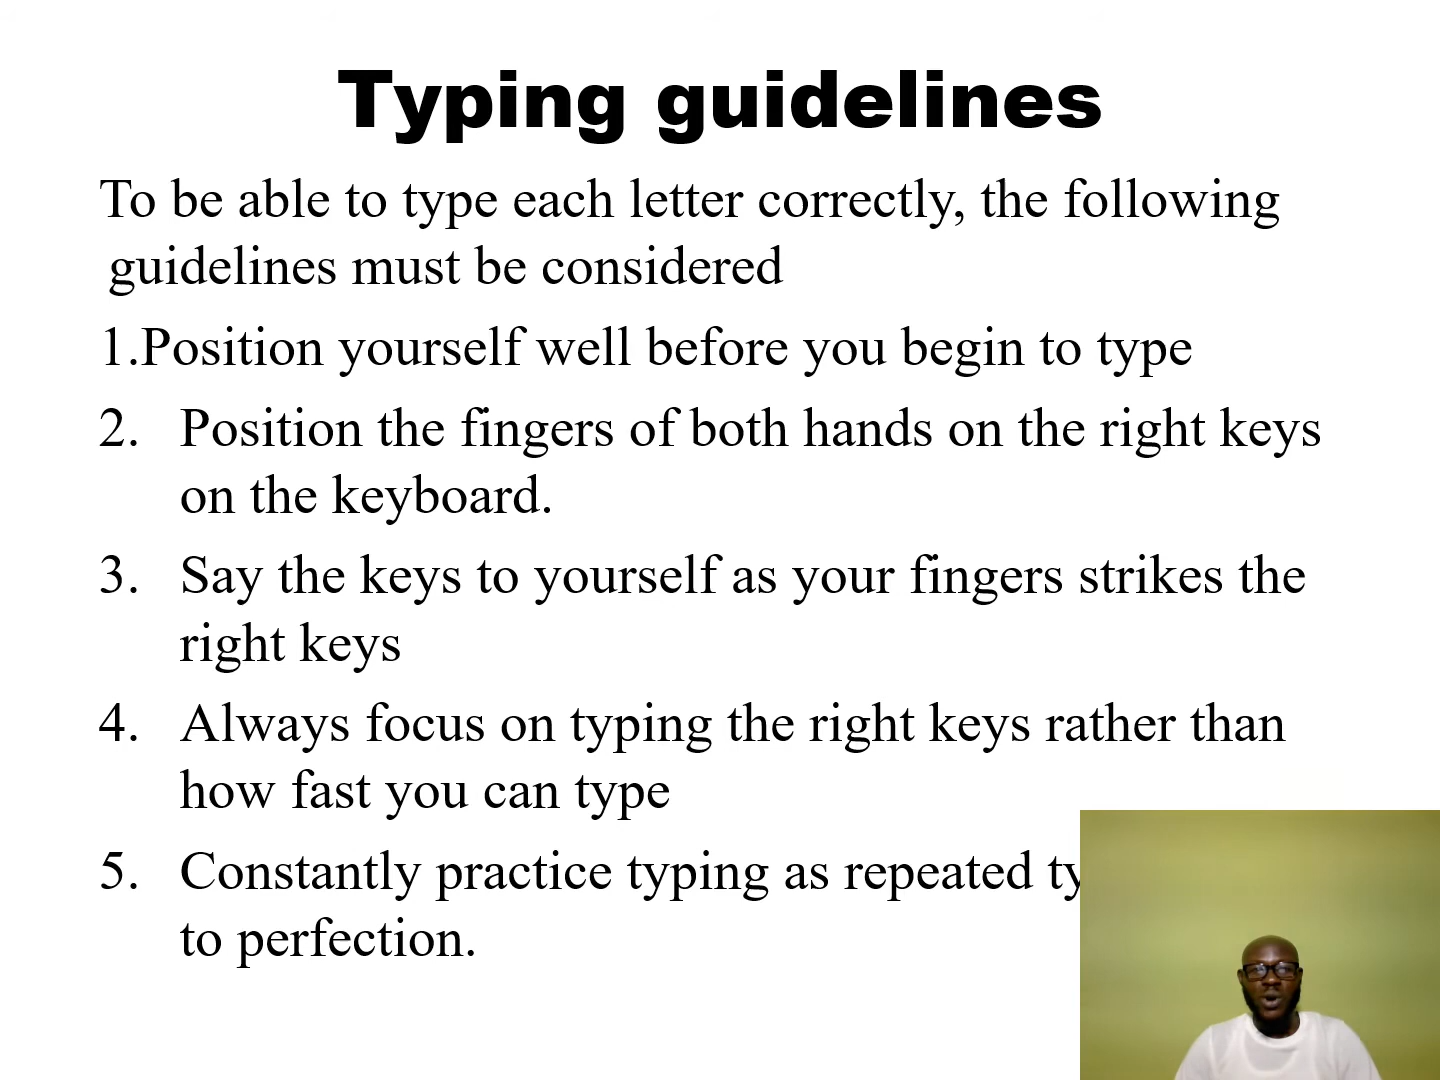 Typing guidelines
To be able to type each letter correctly, the following
guidelines must be considered
1.Position yourself well before you begin to type
2. Position the fingers of both hands on the right keys
on the keyboard.
3. Say the keys to yourself as your fingers strikes the
right keys
4. Always focus on typing the right keys rather than
how fast you can type
5. Constantly practice typing as repeated
to perfection.